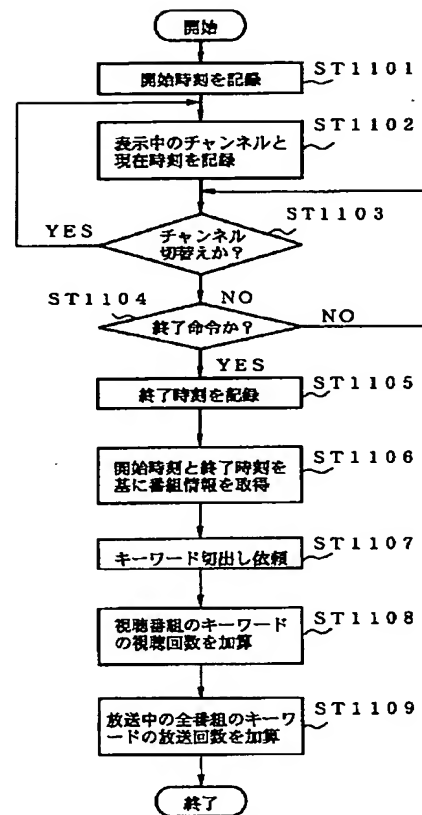 開始
開始時刻を記録
ST1101
表示中のチャンネルと
現在時刻を記録
ST1102
チャンネル
切替えか?
ST1103
YES
NO
終了命令か?
ST1104
NO
YES
終了時刻を記録
ST1105
開始時刻と終了時刻を
基に番組情報を取得
ST1106
キーワード切出し依頼
ST1107
視聴番組のキーワード
の視聴回数を加算
ST1108
放送中の全番組のキーワ
ードの放送回数を加算
ST1109
終了